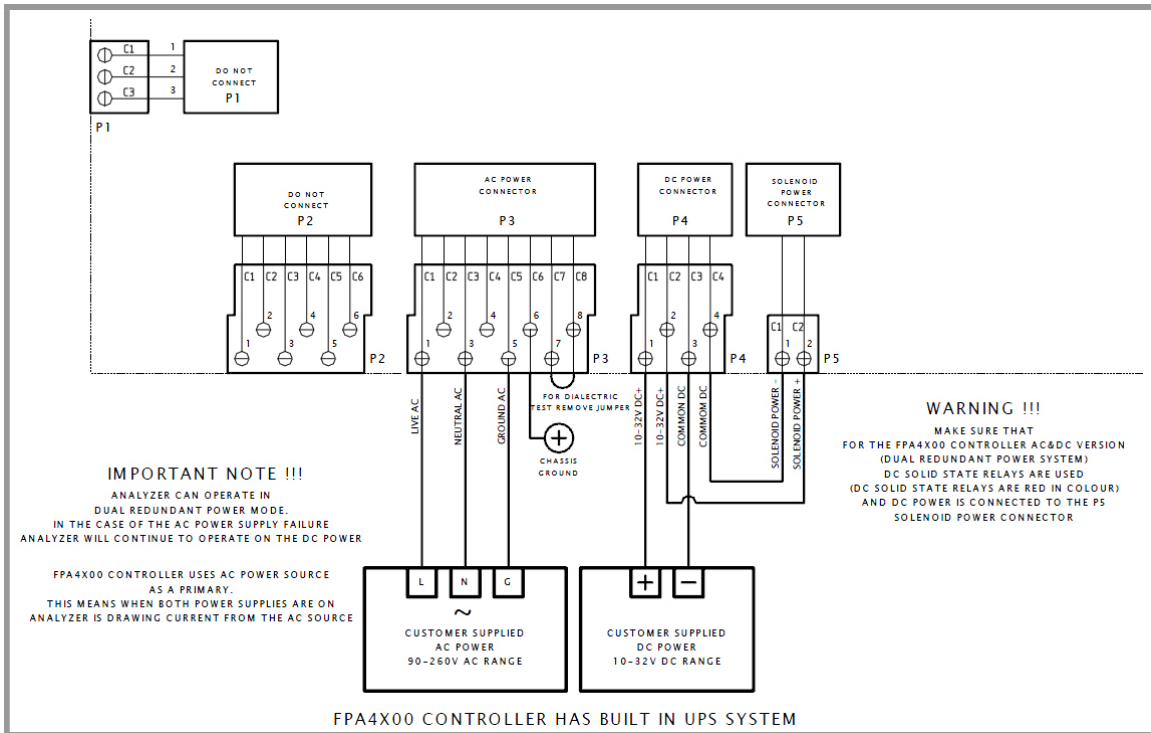 C1 1
C2 2
C3 3
DO NOT
CONNECT
P1
P1
DO NOT
CONNECT
P2
AC POWER
CONNECTOR
P3
DC POWER
CONNECTOR
P4
SOLENOID
POWER
CONNECTOR
P5
C1 C2 C3 C4 C5 C6
2 4 6
1 3 5
P2
C1 C2 C3 C4 C5 C6 C7 C8
2 4 6 8
1 3 5 7
P3
C1 C2 C3 C4
2 4
1 3
P4
C1 C2
1 2
P5
LIVE AC
NEUTRAL AC
GROUND AC
FOR DIALECTRIC
TEST REMOVE JUMPER
CHASSIS
GROUND
10-32V DC+
10-32V DC+
COMMON DC
COMMOM DC
SOLENOID POWER -
SOLENOID POWER +
WARNING !!!
MAKE SURE THAT
FOR THE FPA4X00 CONTROLLER AC&DC VERSION
(DUAL REDUNDANT POWER SYSTEM)
DC SOLID STATE RELAYS ARE USED
(DC SOLID STATE RELAYS ARE RED IN COLOUR)
AND DC POWER IS CONNECTED TO THE P5
SOLENOID POWER CONNECTOR
IMPORTANT NOTE !!!
ANALYZER CAN OPERATE IN
DUAL REDUNDANT POWER MODE.
IN THE CASE OF THE AC POWER SUPPLY FAILURE
ANALYZER WILL CONTINUE TO OPERATE ON THE DC POWER
FPA4X00 CONTROLLER USES AC POWER SOURCE
AS A PRIMARY.
THIS MEANS WHEN BOTH POWER SUPPLIES ARE ON
ANALYZER IS DRAWING CURRENT FROM THE AC SOURCE
L N G
~
CUSTOMER SUPPLIED
AC POWER
90-260V AC RANGE
+ −
CUSTOMER SUPPLIED
DC POWER
10-32V DC RANGE
FPA4X00 CONTROLLER HAS BUILT IN UPS SYSTEM